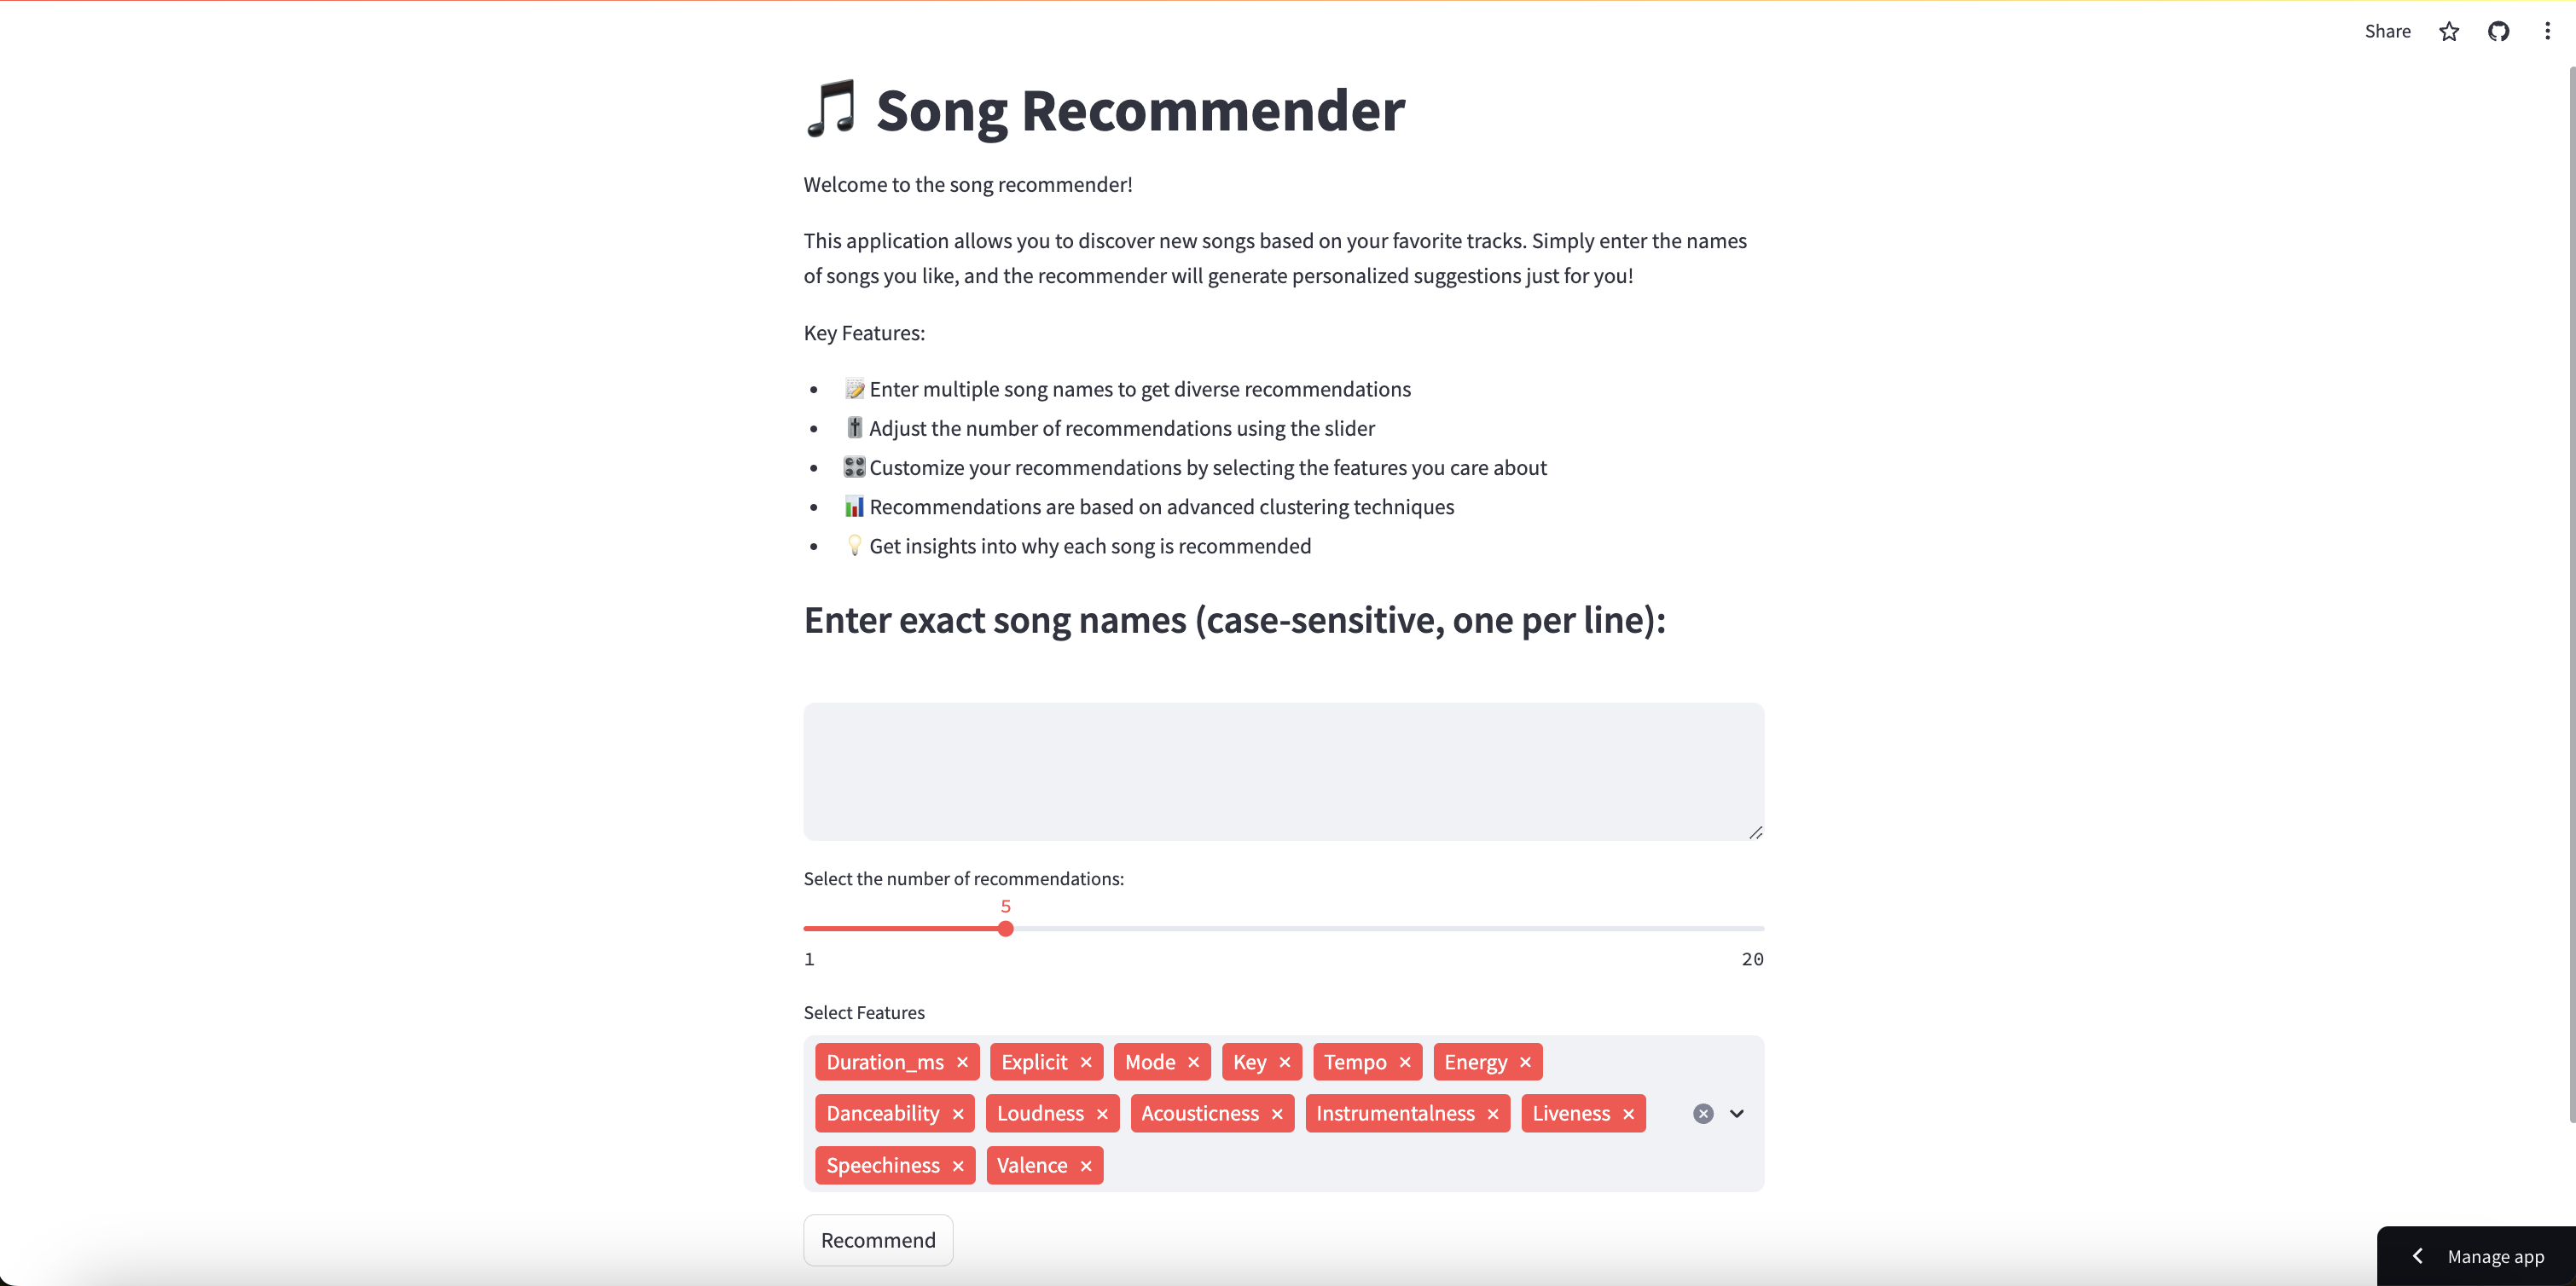 Share
Song Recommender
Welcome to the song recommender!
This application allows you to discover new songs based on your favorite tracks. Simply enter the names
of songs you like, and the recommender will generate personalized suggestions just for you!
Key Features:
Enter multiple song names to get diverse recommendations
Adjust the number of recommendations using the slider
Customize your recommendations by selecting the features you care about
Recommendations are based on advanced clustering techniques
Get insights into why each song is recommended
Enter exact song names (case-sensitive, one per line):
Select the number of recommendations:
5
1 20
Select Features
Duration_ms Explicit Mode Key Tempo Energy
Danceability Loudness Acousticness Instrumentalness Liveness
Speechiness Valence
Recommend
Manage app